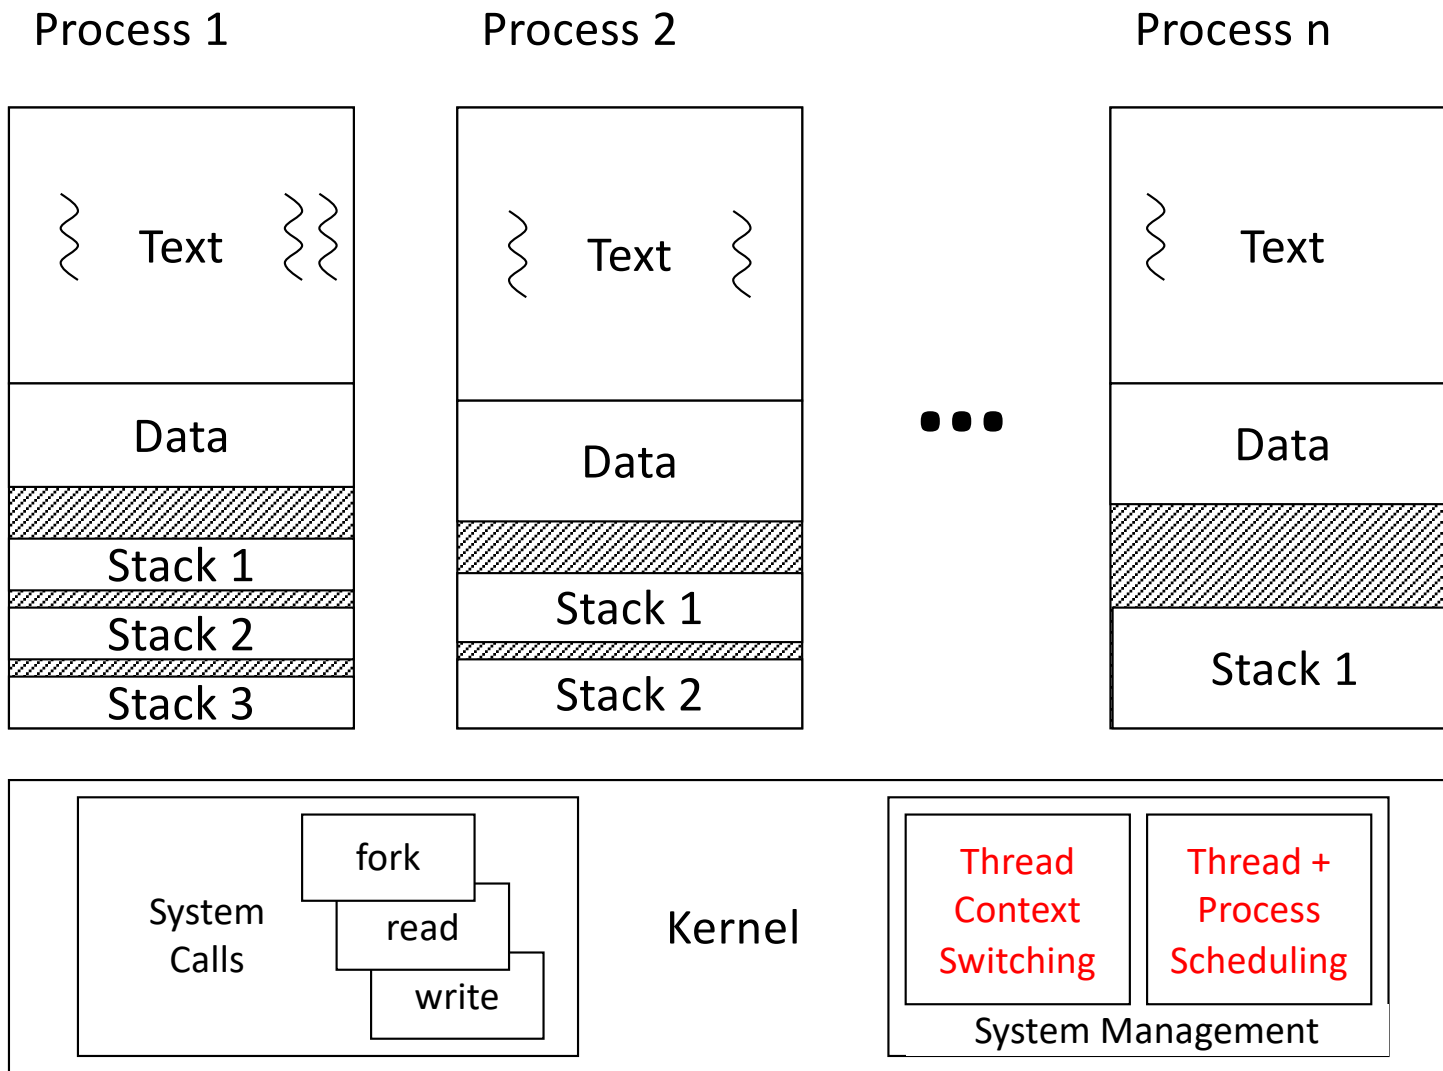 Process 1
Process 2
Process n
Text
Text
Text
Data
Data
Data
Stack 1
Stack 2
Stack 3
Stack 1
Stack 2
Stack 1
System
Calls
fork
read
write
Kernel
Thread
Context
Switching
Thread +
Process
Scheduling
System Management